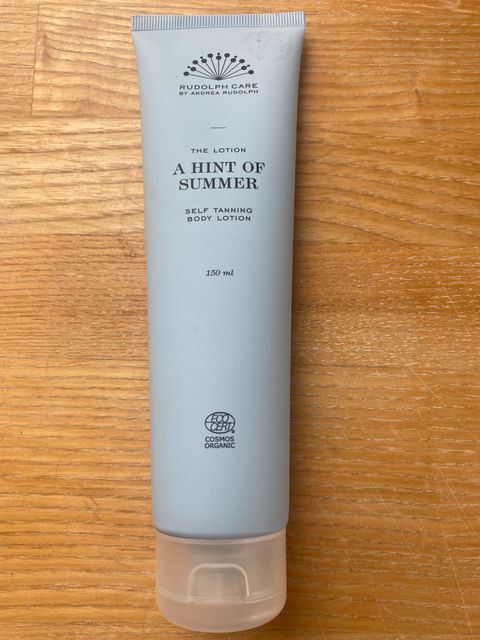 RUDOLPH CARE
BY ANDREA RUDOLPH
THE LOTION
A HINT OF
SUMMER
SELF TANNING
BODY LOTION
150 ml
ECO
CERT
COSMOS
ORGANIC